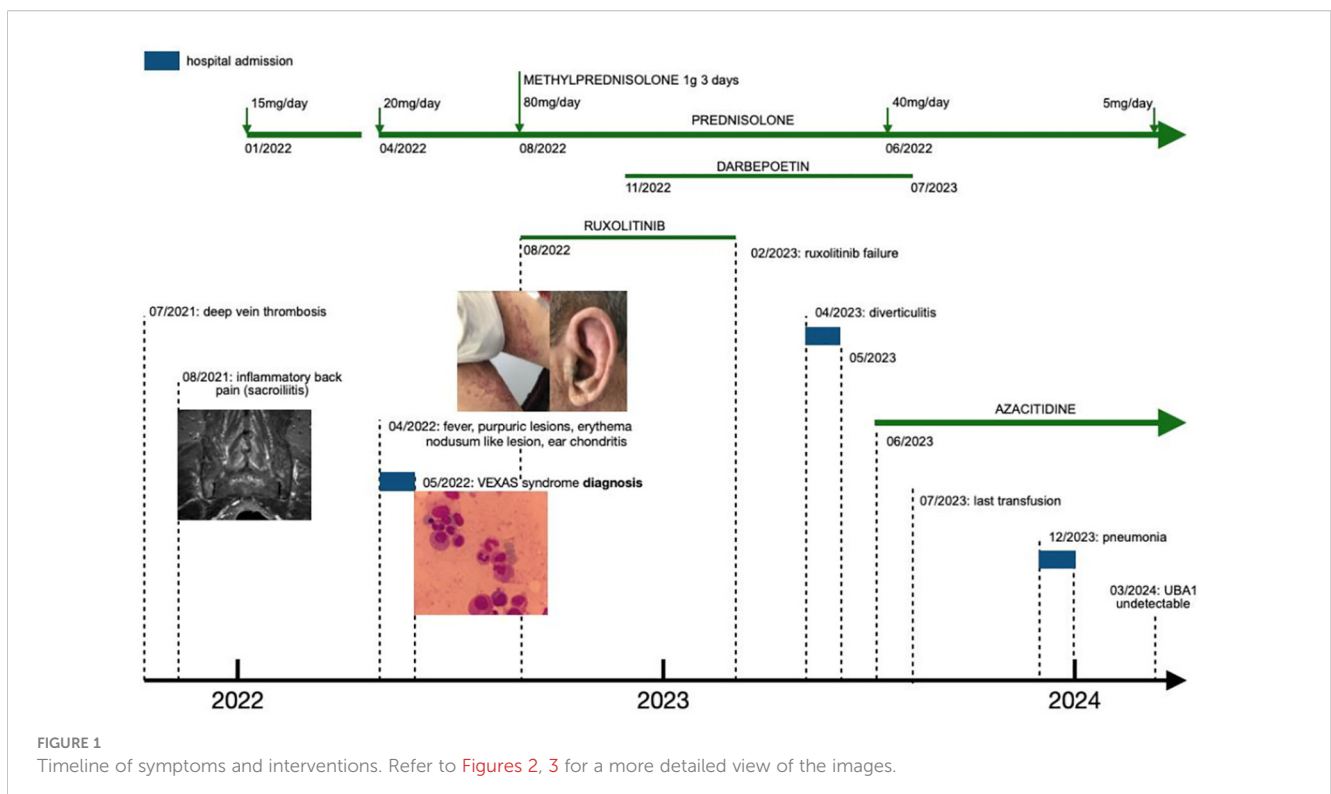 hospital admission
METHYLPREDNISOLONE 1g 3 days
15mg/day
20mg/day
80mg/day
40mg/day
5mg/day
PREDNISOLONE
01/2022
04/2022
08/2022
06/2022
DARBEPOETIN
11/2022
07/2023
RUXOLITINIB
08/2022
02/2023: ruxolitinib failure
07/2021: deep vein thrombosis
04/2023: diverticulitis
05/2023
08/2021: inflammatory back
pain (sacroiliitis)
AZACITIDINE
04/2022: fever, purpuric lesions, erythema
nodusum like lesion, ear chondritis
06/2023
05/2022: VEXAS syndrome diagnosis
07/2023: last transfusion
12/2023: pneumonia
03/2024: UBA1
undetectable
2022
2023
2024
FIGURE 1
Timeline of symptoms and interventions. Refer to Figures 2, 3 for a more detailed view of the images.